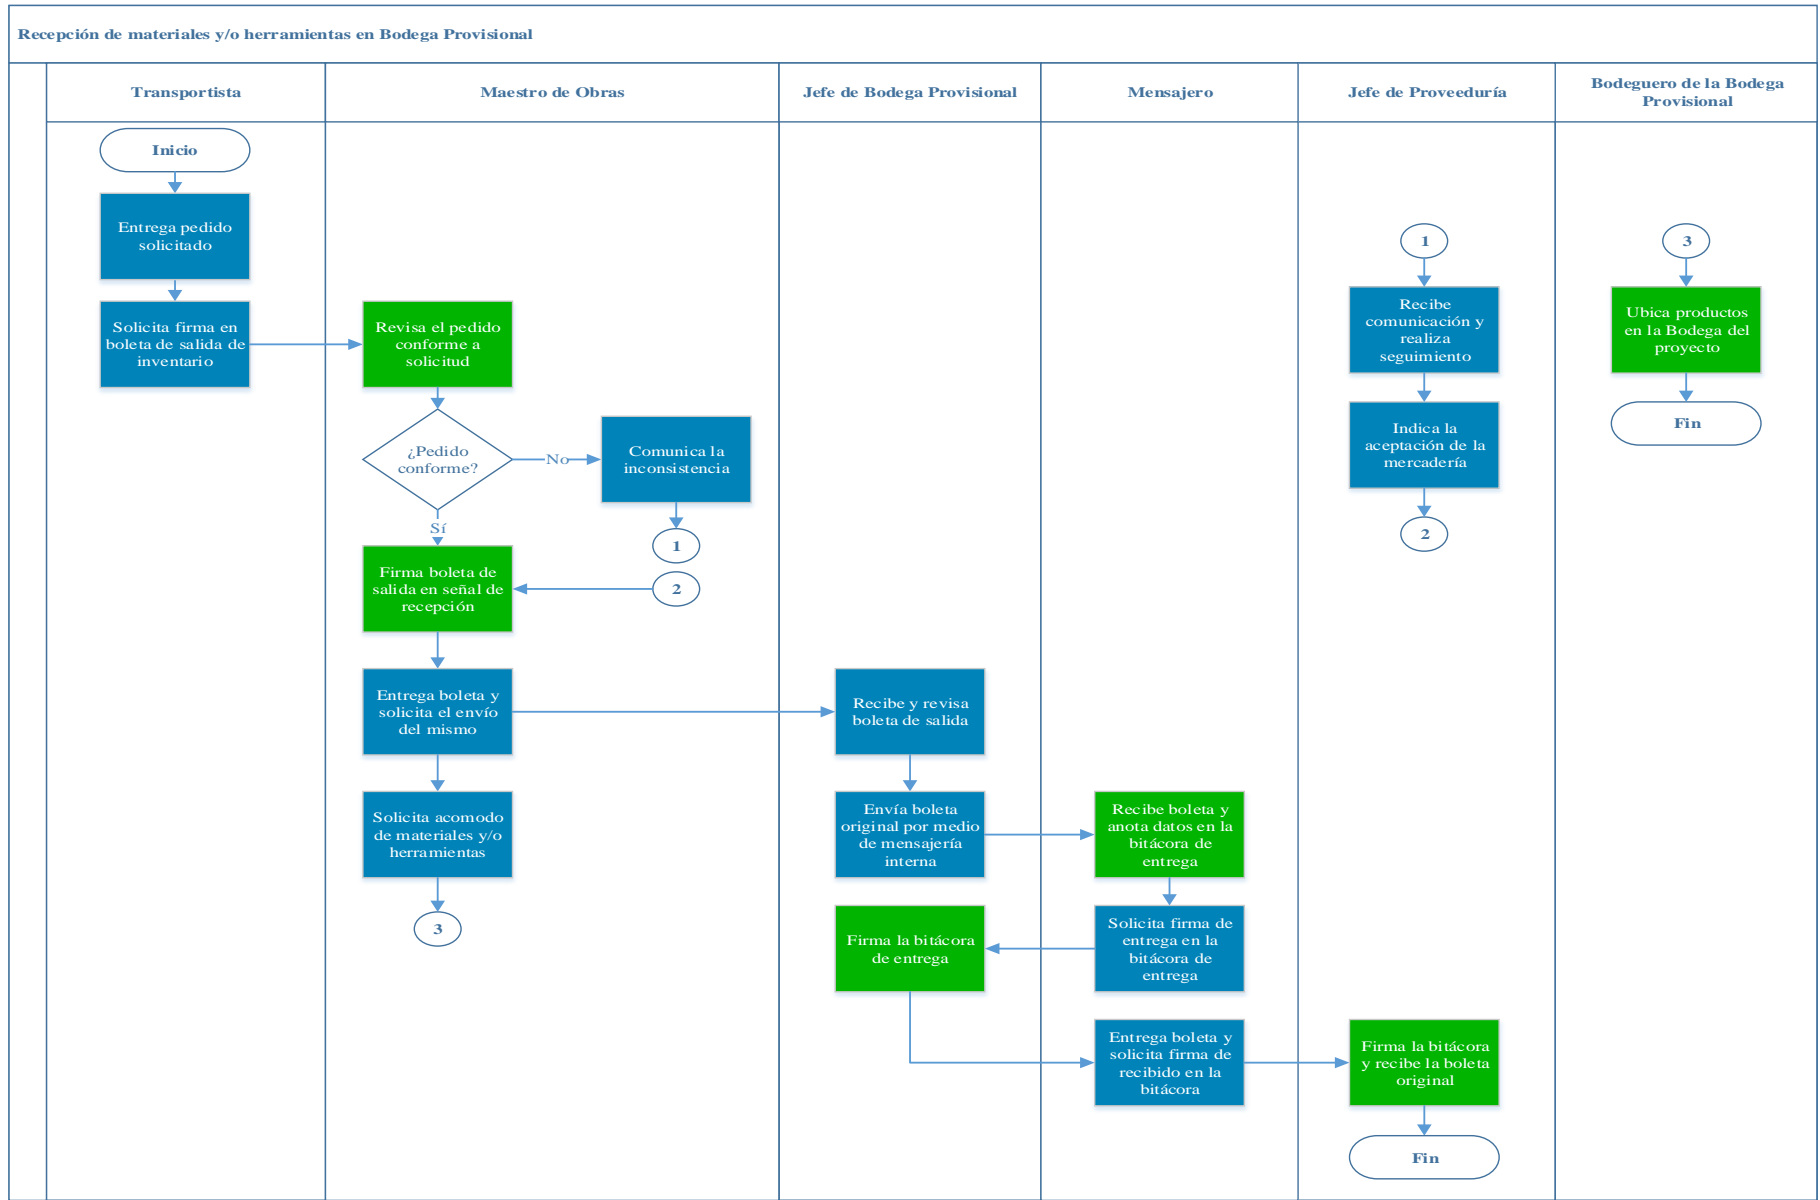 Recepción de materiales y/o herramientas en Bodega Provisional
Transportista
Maestro de Obras
Jefe de Bodega Provisional
Mensajero
Jefe de Proveeduría
Bodeguero de la Bodega
Provisional
Inicio
Entrega pedido
solicitado
Solicita firma en
boleta de salida de
inventario
Revisa el pedido
conforme a
solicitud
¿Pedido
conforme?
No
Comunica la
inconsistencia
1
Sí
Firma boleta de
salida en señal de
recepción
2
Entrega boleta y
solicita el envío
del mismo
Solicita acomodo
de materiales y/o
herramientas
3
Recibe y revisa
boleta de salida
Envía boleta
original por medio
de mensajería
interna
Firma la bitácora
de entrega
Recibe boleta y
anota datos en la
bitácora de
entrega
Solicita firma de
entrega en la
bitácora de
entrega
Entrega boleta y
solicita firma de
recibido en la
bitácora
1
Recibe
comunicación y
realiza
seguimiento
Indica la
aceptación de la
mercadería
2
Firma la bitácora
y recibe la boleta
original
Fin
3
Ubica productos
en la Bodega del
proyecto
Fin